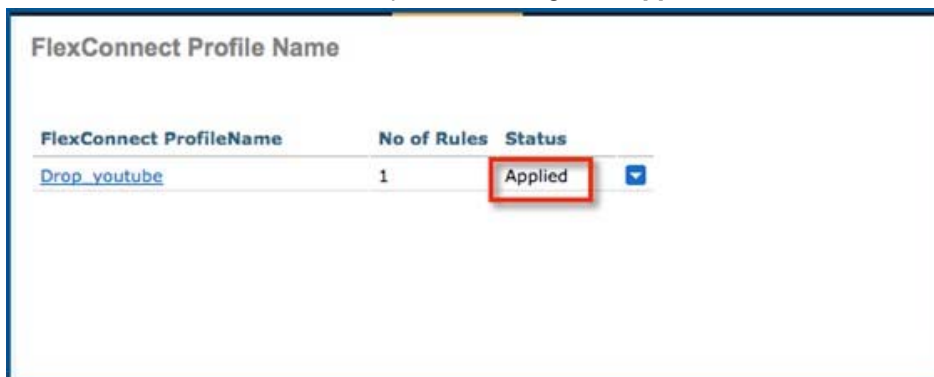 FlexConnect Profile Name
FlexConnect ProfileName No of Rules Status
Drop_youtube 1 Applied